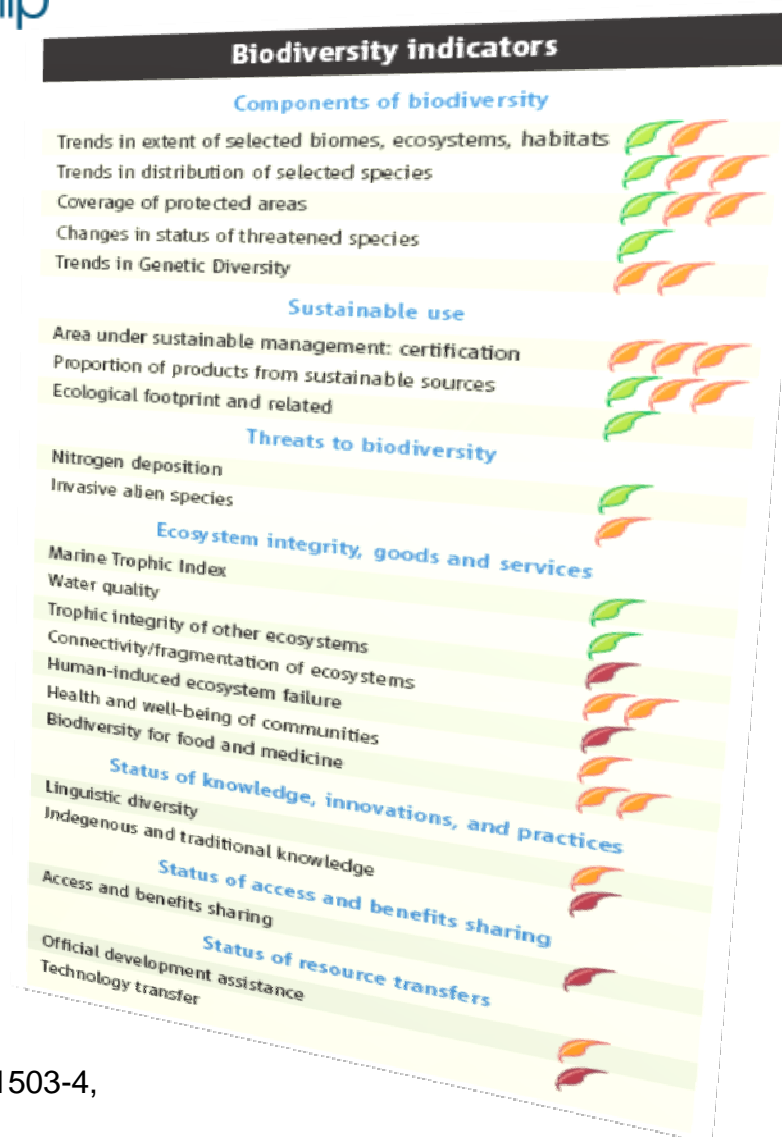 ip
Biodiversity indicators
Components of biodiversity
Trends in extent of selected biomes, ecosystems, habitats
Trends in distribution of selected species
Coverage of protected areas
Changes in status of threatened species
Trends in Genetic Diversity
Sustainable use
Area under sustainable management: certification
Proportion of products from sustainable sources
Ecological footprint and related
Threats to biodiversity
Nitrogen deposition
Invasive alien species
Ecosystem integrity, goods and services
Marine Trophic Index
Water quality
Trophic integrity of other ecosystems
Connectivity/fragmentation of ecosystems
Human-induced ecosystem failure
Health and well-being of communities
Biodiversity for food and medicine
Status of knowledge, innovations, and practices
Linguistic diversity
Indegenous and traditional knowledge
Status of access and benefits sharing
Access and benefits sharing
Status of resource transfers
Official development assistance
Technology transfer
1503-4,